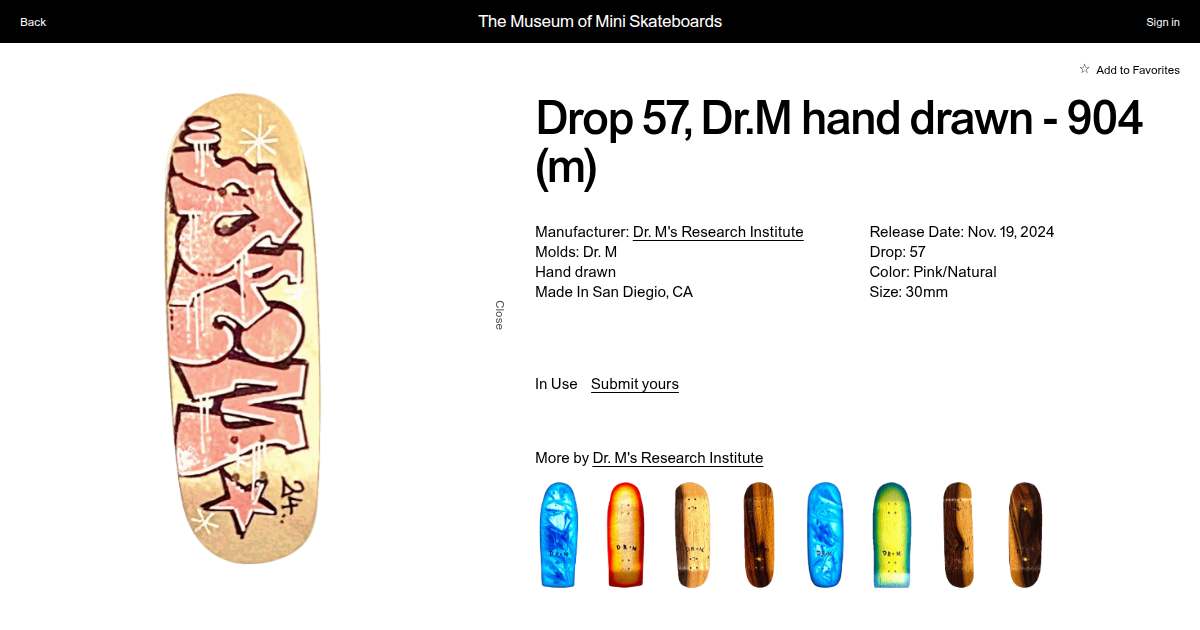 Back
The Museum of Mini Skateboards
Sign in
☆ Add to Favorites
Drop 57, Dr.M hand drawn - 904
(m)
Manufacturer: Dr. M's Research Institute
Molds: Dr. M
Hand drawn
Made In San Diegio, CA
Release Date: Nov. 19, 2024
Drop: 57
Color: Pink/Natural
Size: 30mm
Close
In Use Submit yours
More by Dr. M's Research Institute
24.